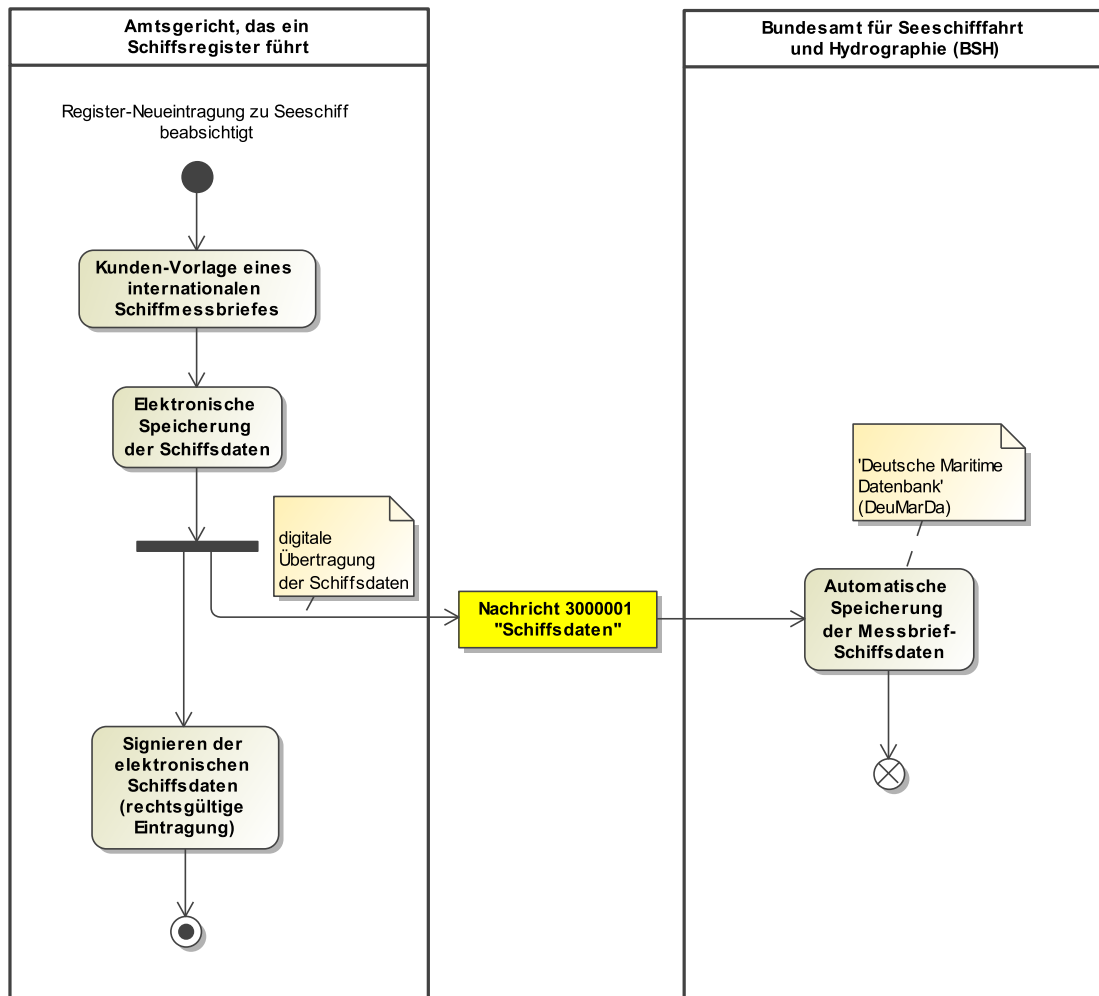 Amtsgericht, das ein
Schiffsregister führt
Bundesamt für Seeschifffahrt
und Hydrographie (BSH)
Register-Neueintragung zu Seeschiff
beabsichtigt
Kunden-Vorlage eines
internationalen
Schiffmessbriefes
Elektronische
Speicherung
der Schiffsdaten
digitale
Übertragung
der Schiffsdaten
Nachricht 3000001
"Schiffsdaten"
'Deutsche Maritime
Datenbank'
(DeuMarDa)
Automatische
Speicherung
der Messbrief-
Schiffsdaten
Signieren der
elektronischen
Schiffsdaten
(rechtsgültige
Eintragung)